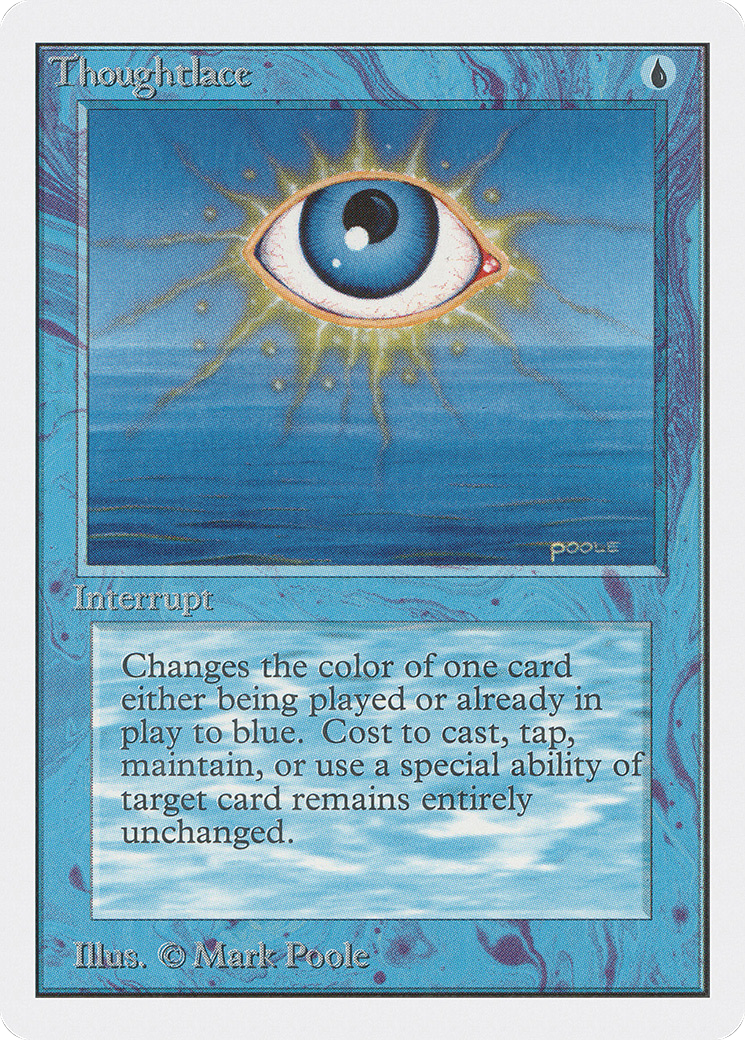 Thoughtlace
POOLE
Interrupt
Changes the color of one card
either being played or already in
play to blue.  Cost to cast, tap,
maintain, or use a special ability of
target card remains entirely
unchanged.
Illus. © Mark Poole